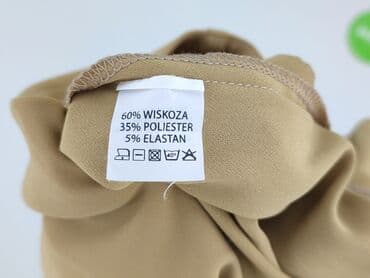 60% WISKOZA
35% POLIESTER
5% ELASTAN